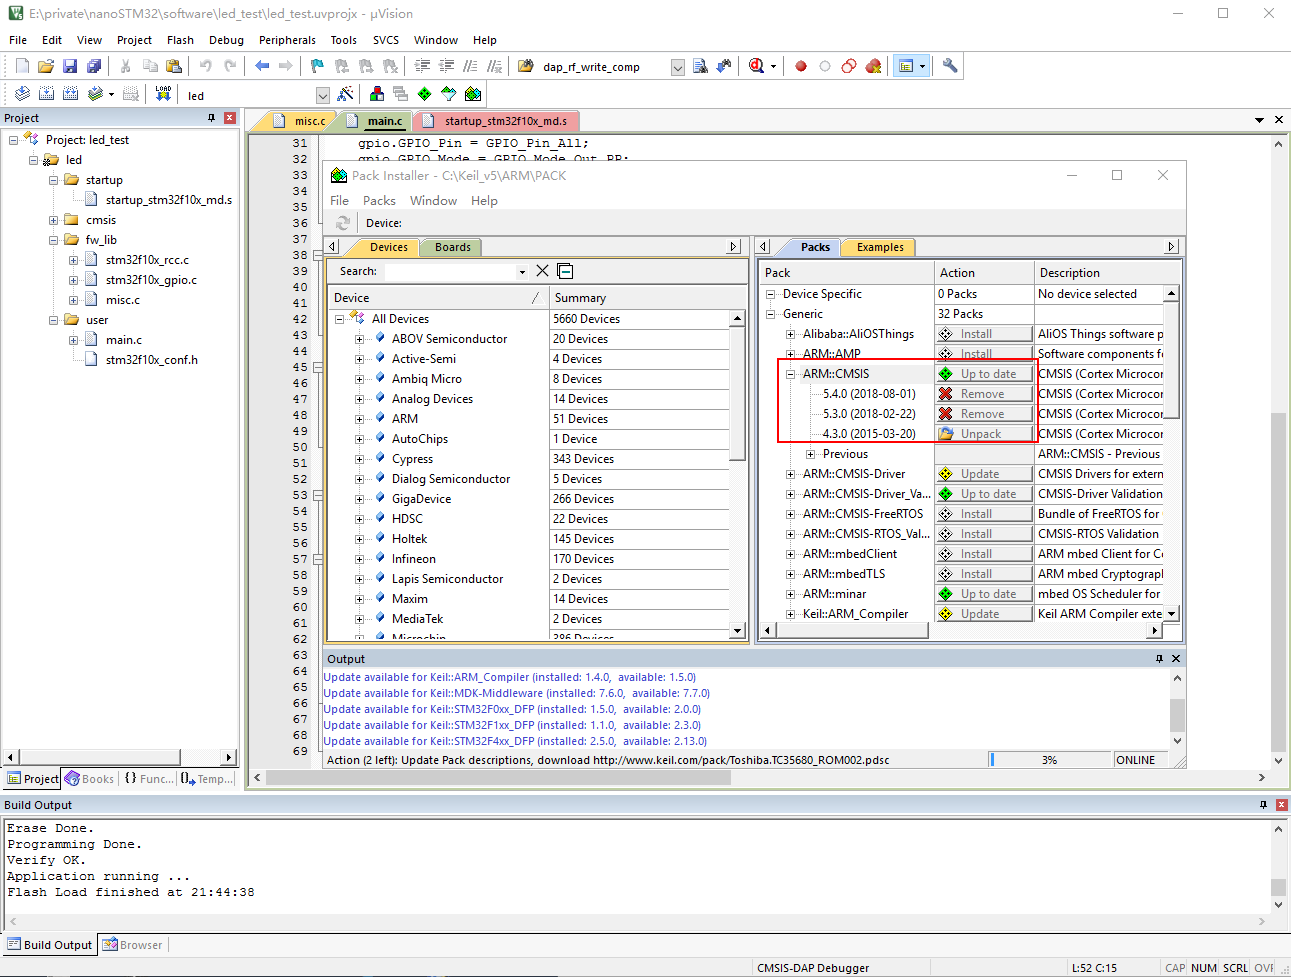 E:\private\nanoSTM32\software\led_test\led_test.uvprojx - µVision
File Edit View Project Flash Debug Peripherals Tools SVCS Window Help
dap_rf_write_comp
LOAD led
Project
Project: led_test
led
startup
startup_stm32f10x_md.s
cmsis
fw_lib
stm32f10x_rcc.c
stm32f10x_gpio.c
misc.c
user
main.c
stm32f10x_conf.h
Project Books {} Func... Temp...
misc.c main.c startup_stm32f10x_md.s
31 gpio.GPIO_Pin = GPIO_Pin_All;
32 gpio.GPIO_Mode = GPIO_Mode_Out_PP;
33
34
35
36
37
38
39
40
41
42
43
44
45
46
47
48
49
50
51
52
53
54
55
56
57
58
59
60
61
62
63
64
65
66
67
68
69
Pack Installer - C:\Keil_v5\ARM\PACK
File Packs Window Help
Device:
Devices Boards
Search:
Device Summary
All Devices 5660 Devices
ABOV Semiconductor 20 Devices
Active-Semi 4 Devices
Ambiq Micro 8 Devices
Analog Devices 14 Devices
ARM 51 Devices
AutoChips 1 Device
Cypress 343 Devices
Dialog Semiconductor 5 Devices
GigaDevice 266 Devices
HDSC 22 Devices
Holtek 145 Devices
Infineon 170 Devices
Lapis Semiconductor 2 Devices
Maxim 14 Devices
MediaTek 2 Devices
Microchip 386 Devices
Packs Examples
Pack Action Description
Device Specific 0 Packs No device selected
Generic 32 Packs
Alibaba::AliOSThings Install AliOS Things software p
ARM::AMP Install Software components fo
ARM::CMSIS Up to date CMSIS (Cortex Microcor
5.4.0 (2018-08-01) Remove CMSIS (Cortex Microcor
5.3.0 (2018-02-22) Remove CMSIS (Cortex Microcor
4.3.0 (2015-03-20) Unpack CMSIS (Cortex Microcor
Previous ARM::CMSIS - Previous
ARM::CMSIS-Driver Update CMSIS Drivers for extern
ARM::CMSIS-Driver_Va... Up to date CMSIS-Driver Validation
ARM::CMSIS-FreeRTOS Install Bundle of FreeRTOS for
ARM::CMSIS-RTOS_Val... Install CMSIS-RTOS Validation
ARM::mbedClient Install ARM mbed Client for Co
ARM::mbedTLS Install ARM mbed Cryptograpl
ARM::minar Up to date mbed OS Scheduler for
Keil::ARM_Compiler Update Keil ARM Compiler exte
Output
Update available for Keil::ARM_Compiler (installed: 1.4.0, available: 1.5.0)
Update available for Keil::MDK-Middleware (installed: 7.6.0, available: 7.7.0)
Update available for Keil::STM32F0xx_DFP (installed: 1.5.0, available: 2.0.0)
Update available for Keil::STM32F1xx_DFP (installed: 1.1.0, available: 2.3.0)
Update available for Keil::STM32F4xx_DFP (installed: 2.5.0, available: 2.13.0)
Action (2 left): Update Pack descriptions, download http://www.keil.com/pack/Toshiba.TC35680_ROM002.pdsc 3% ONLINE
Build Output
Erase Done.
Programming Done.
Verify OK.
Application running ...
Flash Load finished at 21:44:38
Build Output Browser
CMSIS-DAP Debugger L:52 C:15 CAP NUM SCRL OVR